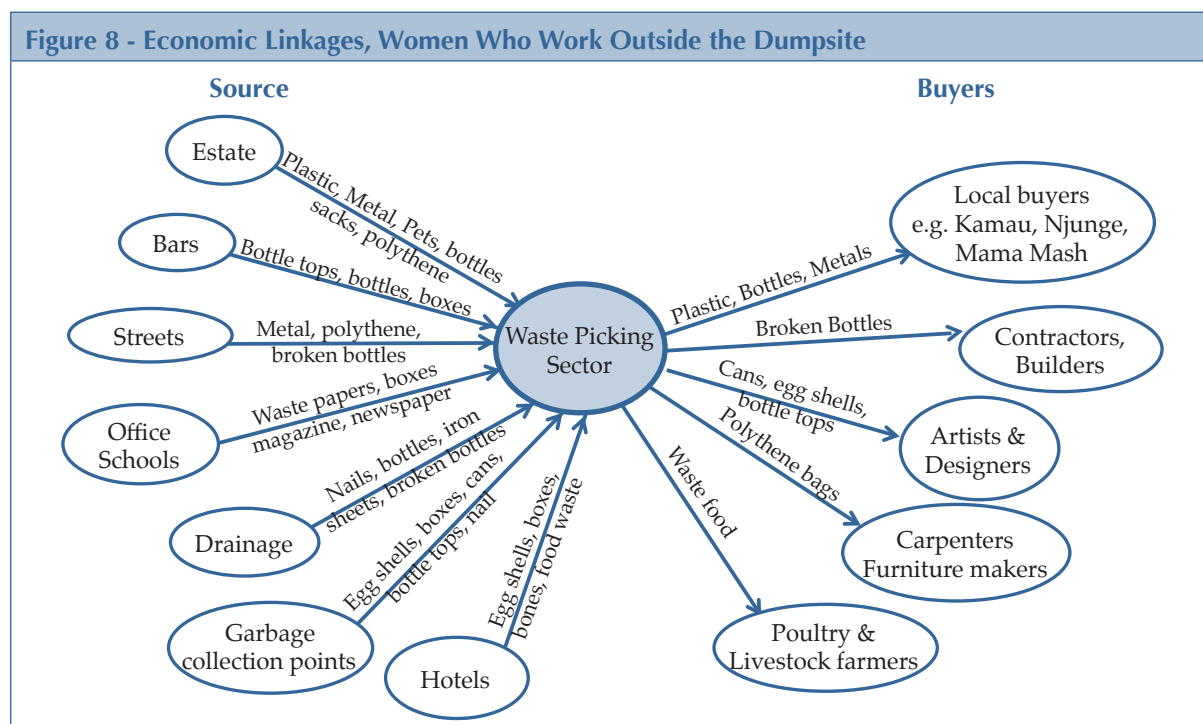 Figure 8 - Economic Linkages, Women Who Work Outside the Dumpsite
Source
Buyers
Estate
Plastic, Metal, Pets, bottles
sacks, polythene
Bars
Bottle tops, bottles, boxes
Streets
Metal, polythene,
broken bottles
Office
Schools
Waste papers, boxes
magazine, newspaper
Drainage
Nails, bottles, iron
sheets, broken bottles
Garbage
collection points
Egg shells, boxes, cans,
bottle tops, nail
Hotels
Egg shells, boxes,
bones, food waste
Waste Picking
Sector
Plastic, Bottles, Metals
Local buyers
e.g. Kamau, Njunge,
Mama Mash
Broken Bottles
Contractors,
Builders
Cans, egg shells,
bottle tops
Artists &
Designers
Polythene bags
Carpenters
Furniture makers
Waste food
Poultry &
Livestock farmers